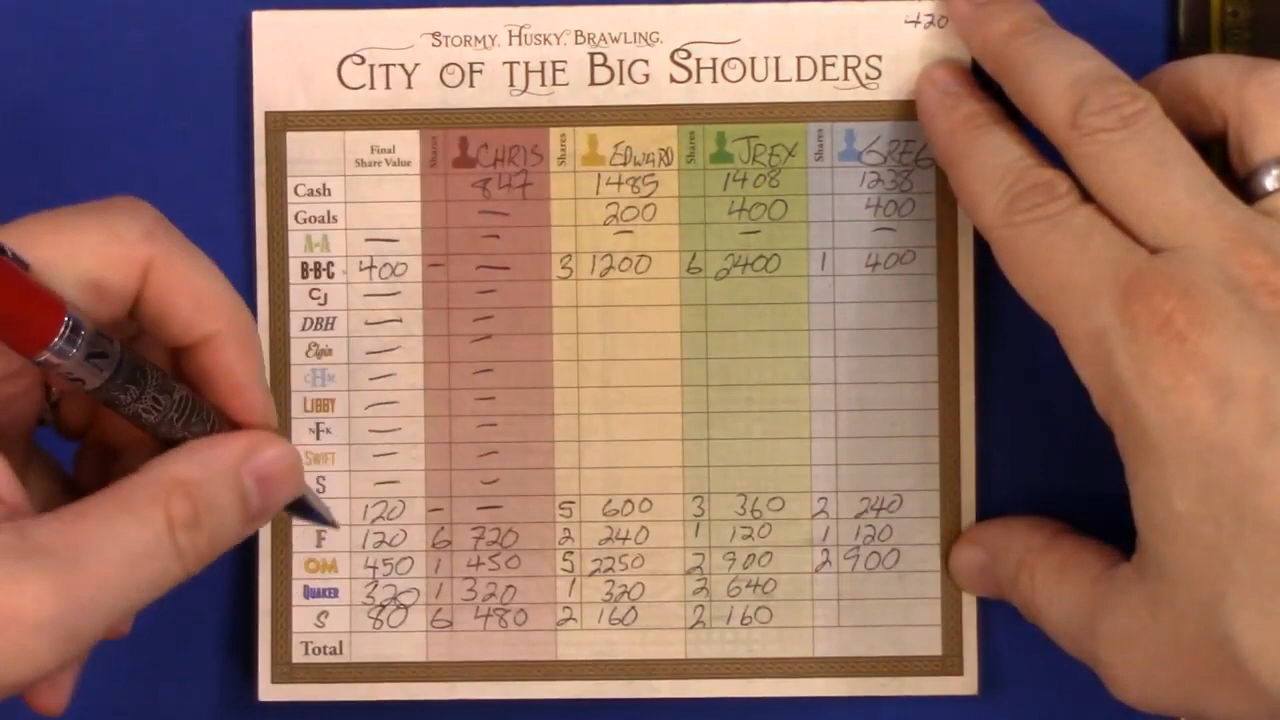 420
STORMY, HUSKY, BRAWLING,
CITY OF THE BIG SHOULDERS
Final Share Value Shares CHRIS Shares EDWARD Shares JREX Shares GREG
Cash 847 1485 1408 1238
Goals — 200 400 400
A-A — — — — —
B-B-C 400 - — 3 1200 6 2400 1 400
CJ — —
DBH — —
Elgin — —
CHM — —
LIBBY — —
NFK — —
SWIFT — —
S — —
120 - — 5 600 3 360 2 240
F 120 6 720 2 240 1 120 1 120
OM 450 1 450 5 2250 2 900 2 900
QUAKER 320 1 320 1 320 2 640
S 80 6 480 2 160 2 160
Total